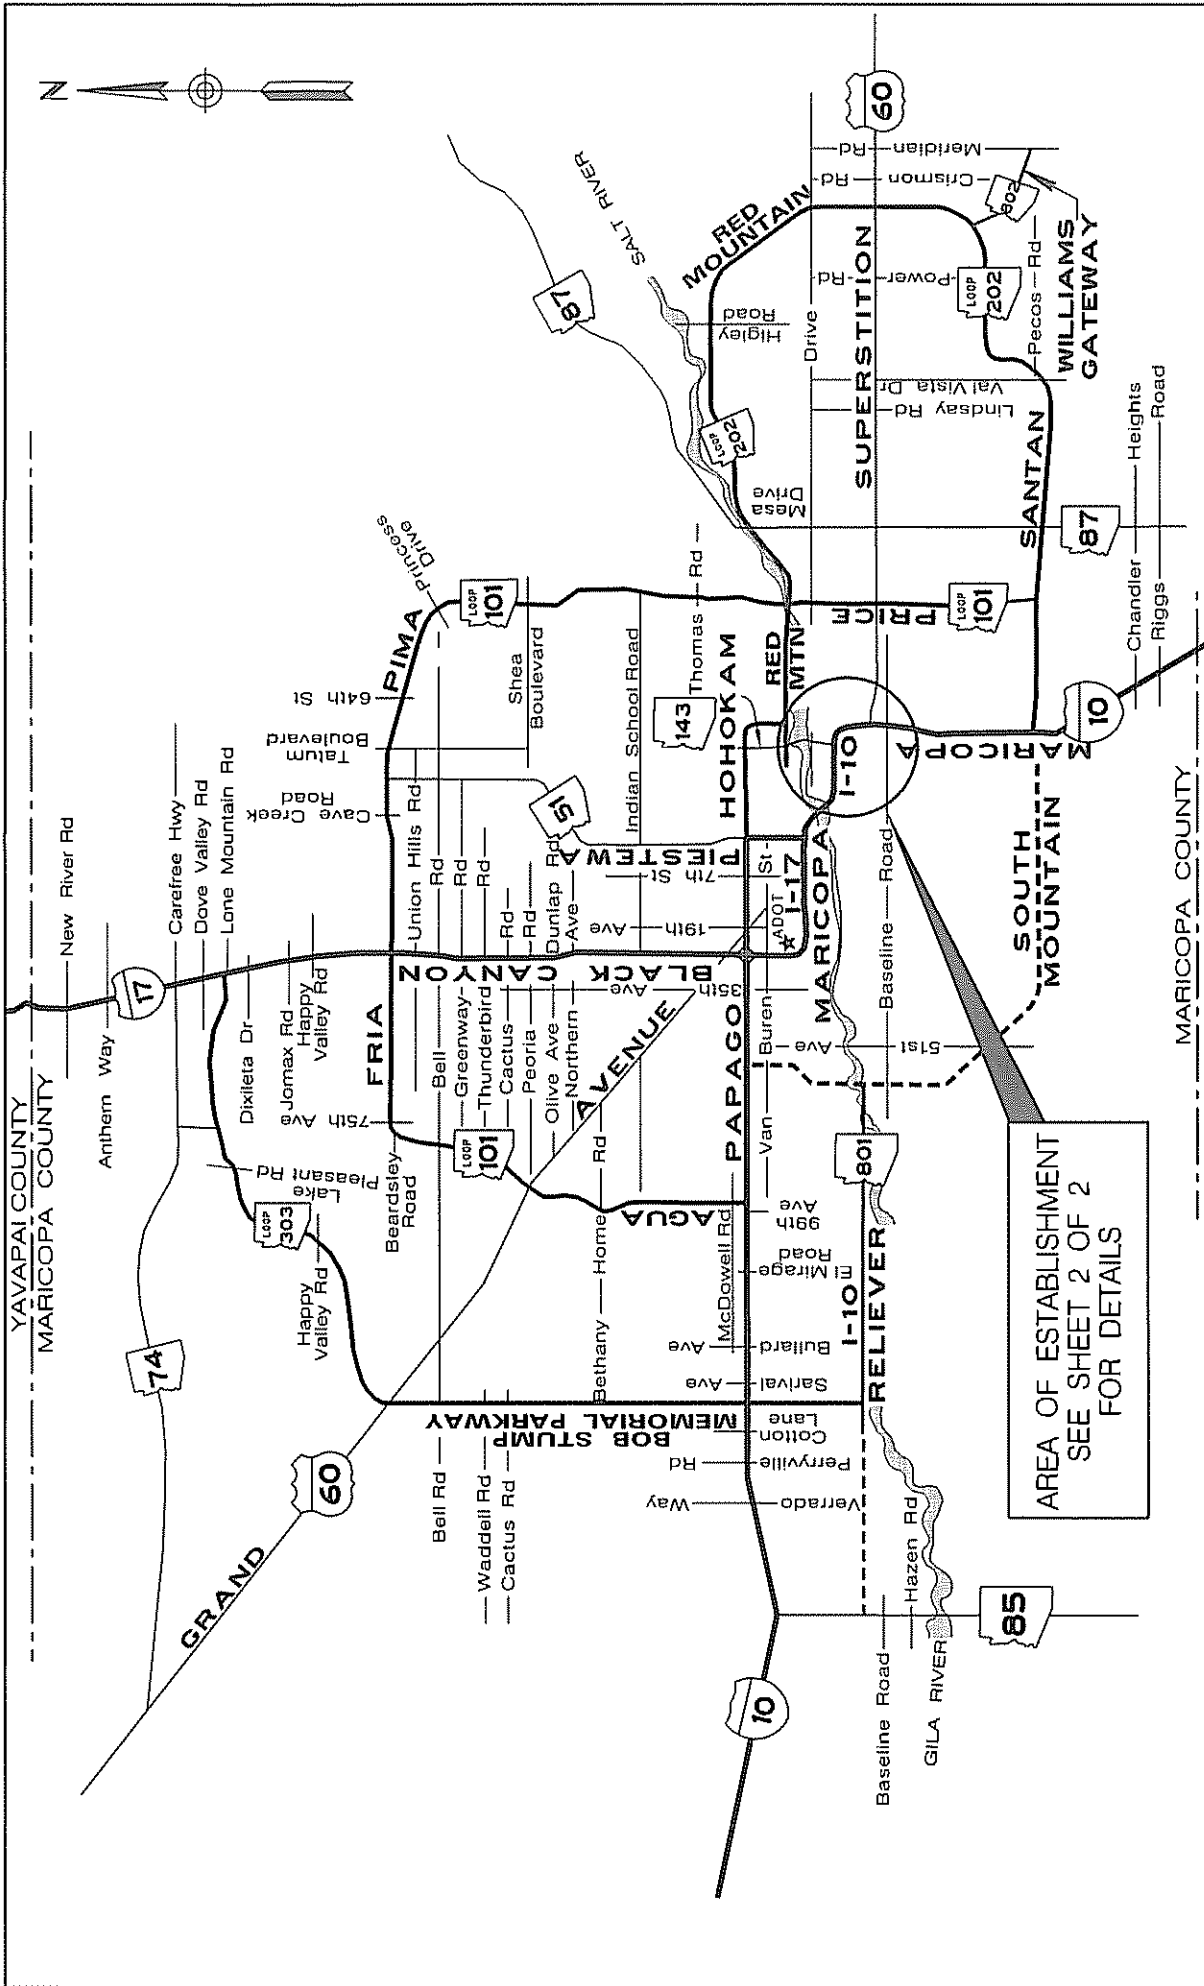 N
YAVAPAI COUNTY
MARICOPA COUNTY
New River Rd
Anthem Way
17
Carefree Hwy
Dove Valley Rd
Lone Mountain Rd
74
Dixileta Dr
Jomax Rd
Happy
Valley Rd
Lake
Pleasant Rd
LOOP
303
Happy
Valley Rd
GRAND
60
AVENUE
75th Ave
Beardsley
Road
FRIA
AGUA
LOOP
101
Cave Creek
Road
Tatum
Boulevard
64th St
PIMA
Princess
Drive
LOOP
101
Union Hills Rd
Bell Rd
Greenway Rd
Thunderbird Rd
Cactus Rd
Peoria Rd
Olive Ave Dunlap Rd
Northern Ave
Bell Rd
Waddell Rd
Cactus Rd
Bethany Home Rd
Shea
Boulevard
Indian School Road
Thomas Rd
51
PIESTEWA
7th St
19th Ave
35th Ave
BLACK CANYON
BOB STUMP
MEMORIAL PARKWAY
McDowell Rd
PAPAGO
Van Buren St
ADOT
I-17
HOHOKAM
143
RED
MTN
I-10
MARICOPA
MARICOPA
10
Verrado Way
Perryville Rd
Cotton
Lane
Sarival Ave
Bullard Ave
El Mirage
Road
99th
Ave
51st Ave
801
I-10
RELIEVER
10
Baseline Road
Hazen Rd
GILA RIVER
85
Baseline Road
SOUTH
MOUNTAIN
SALT RIVER
87
LOOP
202
RED
MOUNTAIN
Higley
Road
Mesa
Drive
Drive
SUPERSTITION
60
Lindsay Rd
Val Vista Dr
Power Rd
Crismon Rd
Meridian Rd
802
WILLIAMS
GATEWAY
LOOP
202
Pecos Rd
SANTAN
PRICE
LOOP
101
87
Chandler Heights
Riggs Road
MARICOPA COUNTY
AREA OF ESTABLISHMENT
SEE SHEET 2 OF 2
FOR DETAILS